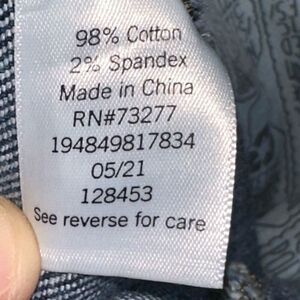 98% Cotton
2% Spandex
Made in China
RN#73277
194849817834
05/21
128453
See reverse for care